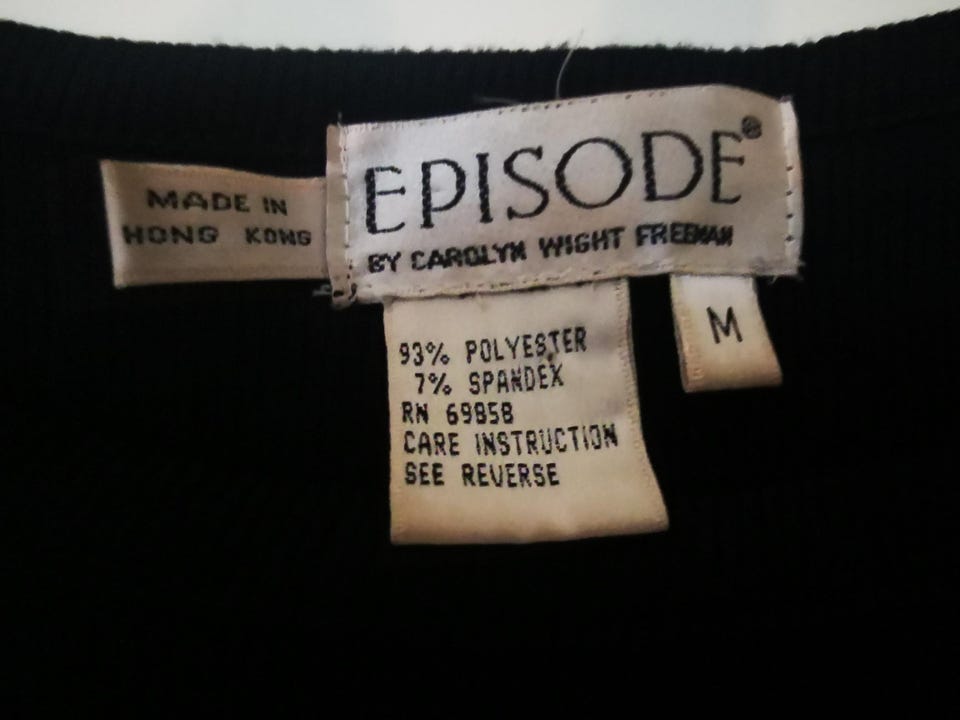 MADE IN
HONG KONG
EPISODE®
BY CAROLYN WIGHT FREEMAN
M
93% POLYESTER
7% SPANDEX
RN 69858
CARE INSTRUCTION
SEE REVERSE